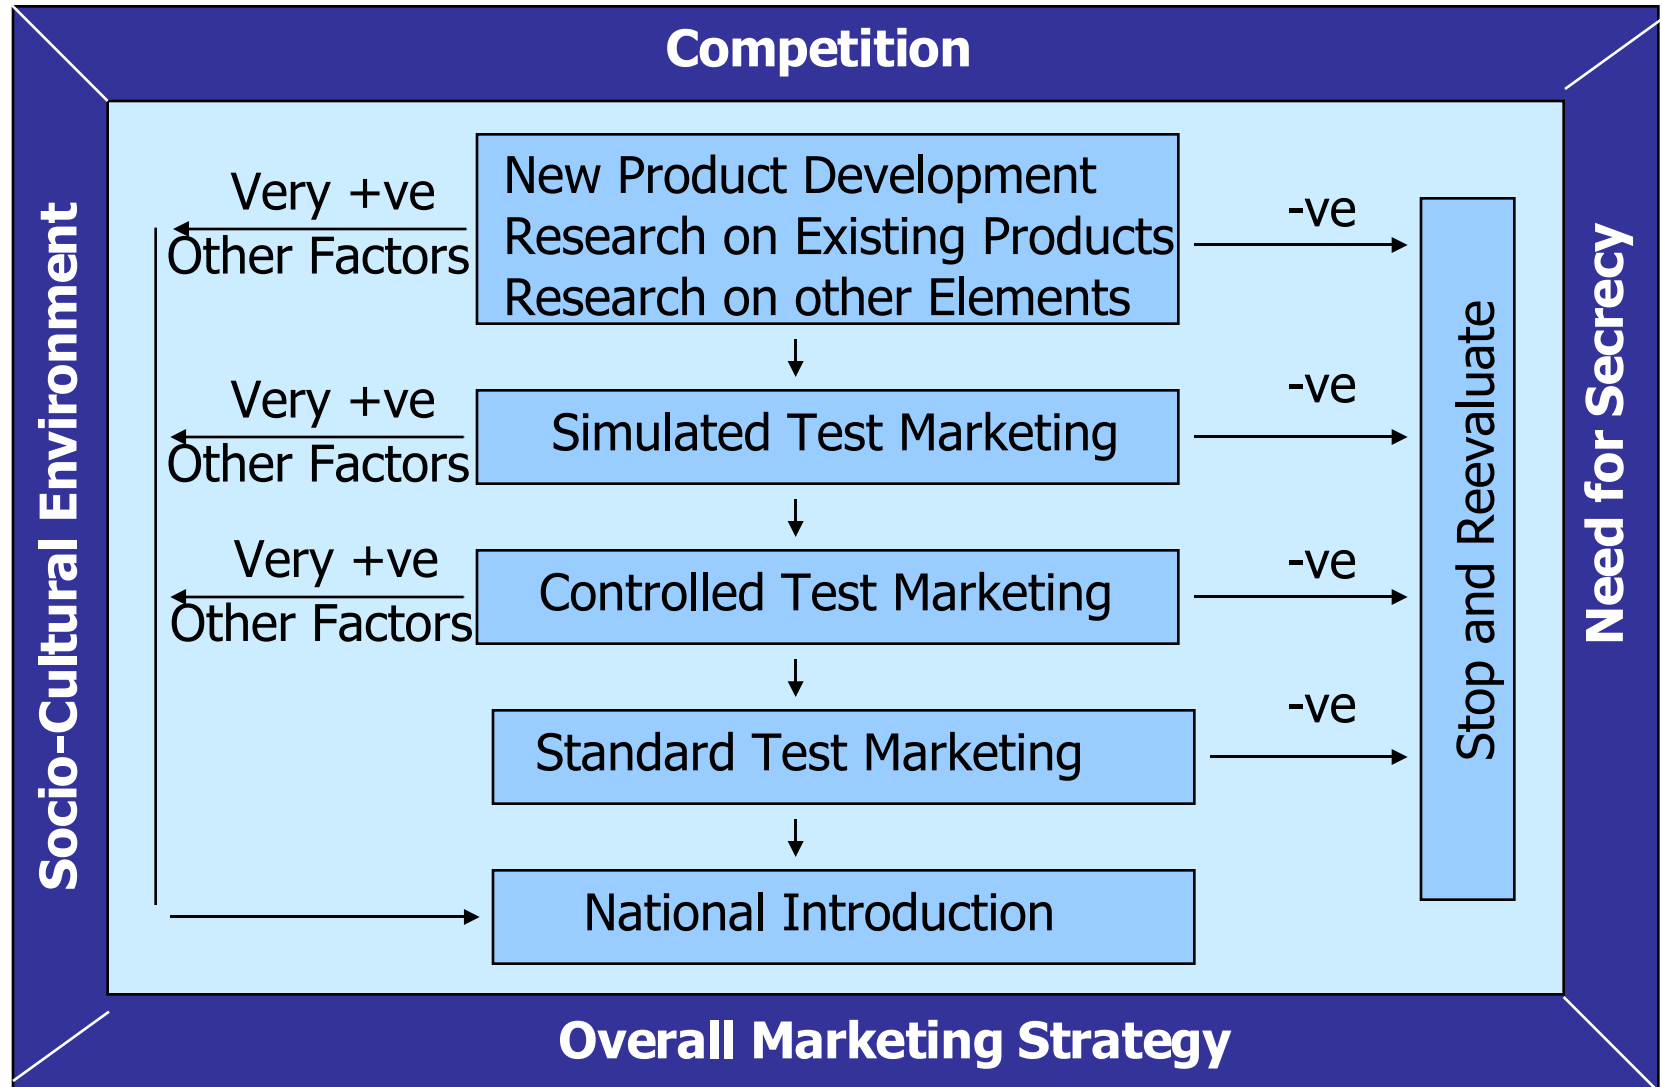 Competition
Socio-Cultural Environment
Need for Secrecy
Very +ve
Other Factors
New Product Development
Research on Existing Products
Research on other Elements
-ve
Stop and Reevaluate
Very +ve
Other Factors
Simulated Test Marketing
-ve
Very +ve
Other Factors
Controlled Test Marketing
-ve
Standard Test Marketing
-ve
National Introduction
Overall Marketing Strategy